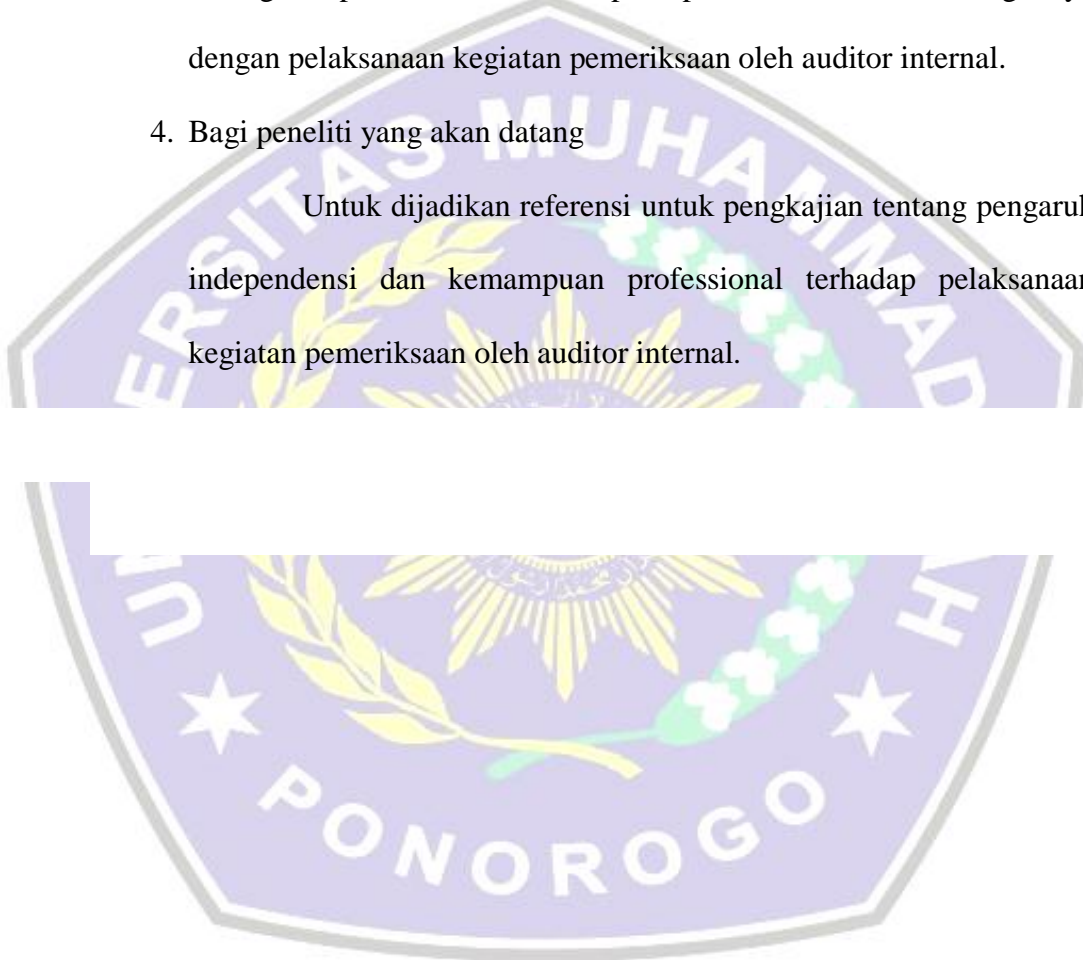 dengan pelaksanaan kegiatan pemeriksaan oleh auditor internal.
4. Bagi peneliti yang akan datang
Untuk dijadikan referensi untuk pengkajian tentang pengaruh
independensi dan kemampuan professional terhadap pelaksanaan
kegiatan pemeriksaan oleh auditor internal.
PONOROGO